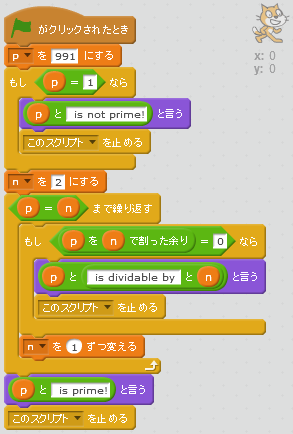 がクリックされたとき
x: 0
p を 991 にする
y: 0
もし p = 1 なら
p と is not prime! と言う
このスクリプト を止める
n を 2 にする
p = n まで繰り返す
もし p を n で割った余り = 0 なら
p と is dividable by と n と言う
このスクリプト を止める
n を 1 ずつ変える
p と is prime! と言う
このスクリプト を止める